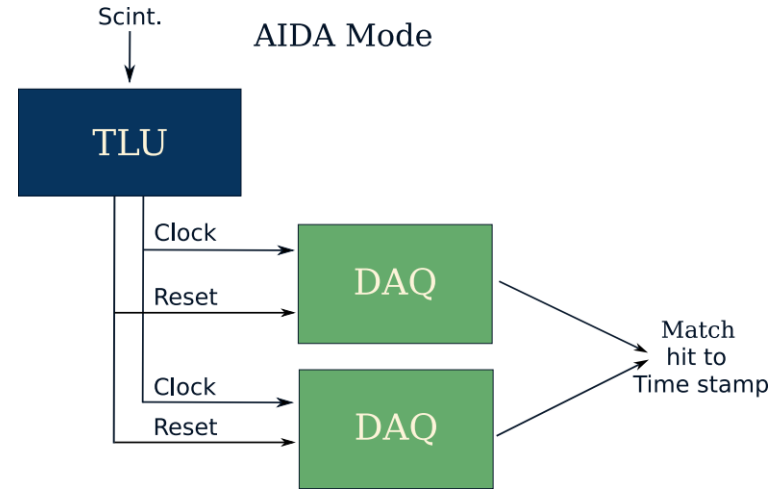 Scint.
AIDA Mode
TLU
Clock
DAQ
Reset
Match
hit to
Time stamp
Clock
DAQ
Reset